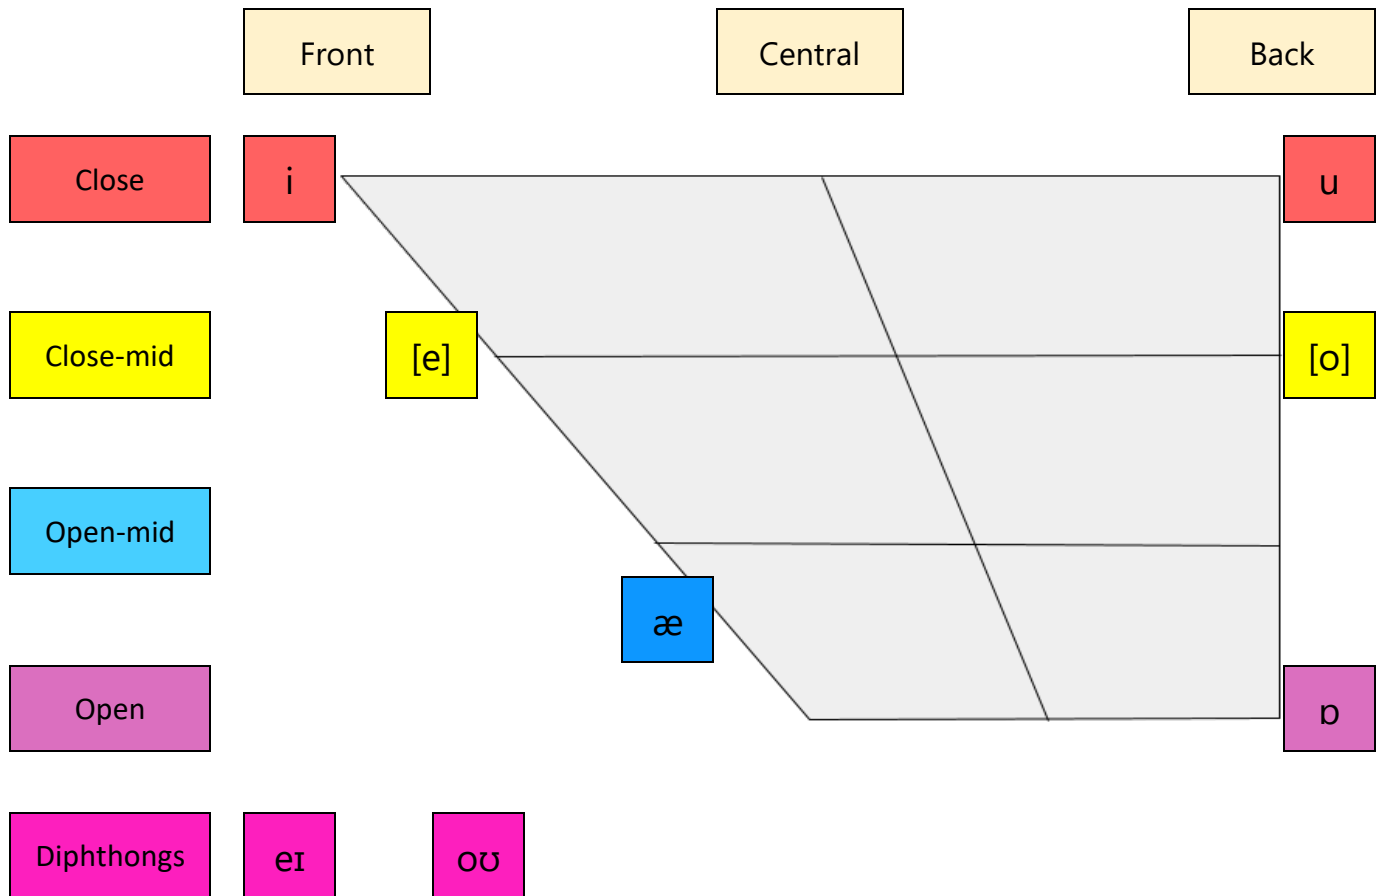 Front Central Back
Close i u
Close-mid [e] [o]
Open-mid
æ
Open ɒ
Diphthongs eɪ oʊ